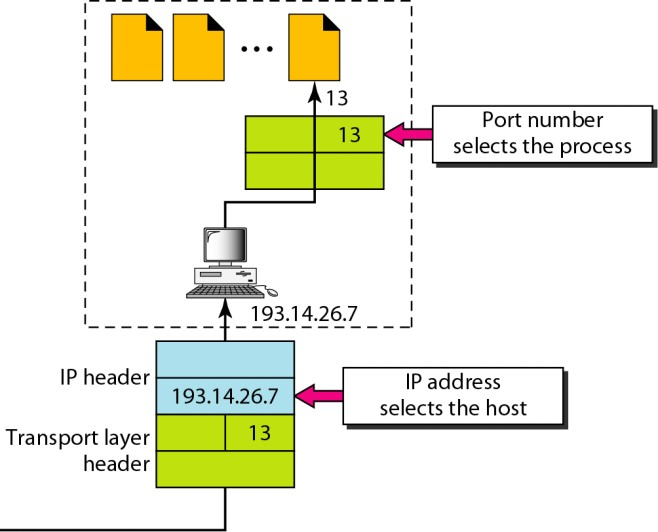 13
13
Port number
selects the process
193.14.26.7
IP header
193.14.26.7
IP address
selects the host
Transport layer
header
13